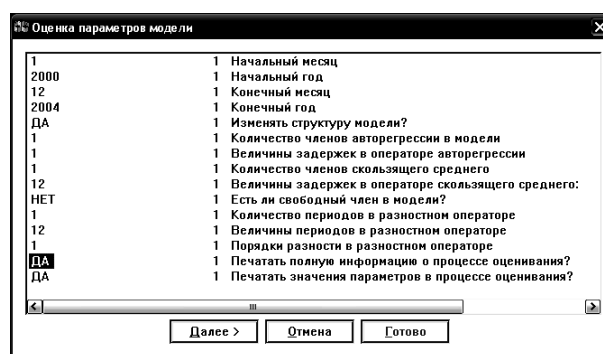 Оценка параметров модели
1 1 Начальный месяц
2000 1 Начальный год
12 1 Конечный месяц
2004 1 Конечный год
ДА 1 Изменять структуру модели?
1 1 Количество членов авторегрессии в модели
1 1 Величины задержек в операторе авторегрессии
1 1 Количество членов скользящего среднего
12 1 Величины задержек в операторе скользящего среднего:
НЕТ 1 Есть ли свободный член в модели?
1 1 Количество периодов в разностном операторе
12 1 Величины периодов в разностном операторе
1 1 Порядки разности в разностном операторе
ДА 1 Печатать полную информацию о процессе оценивания?
ДА 1 Печатать значения параметров в процессе оценивания?
Далее > Отмена Готово